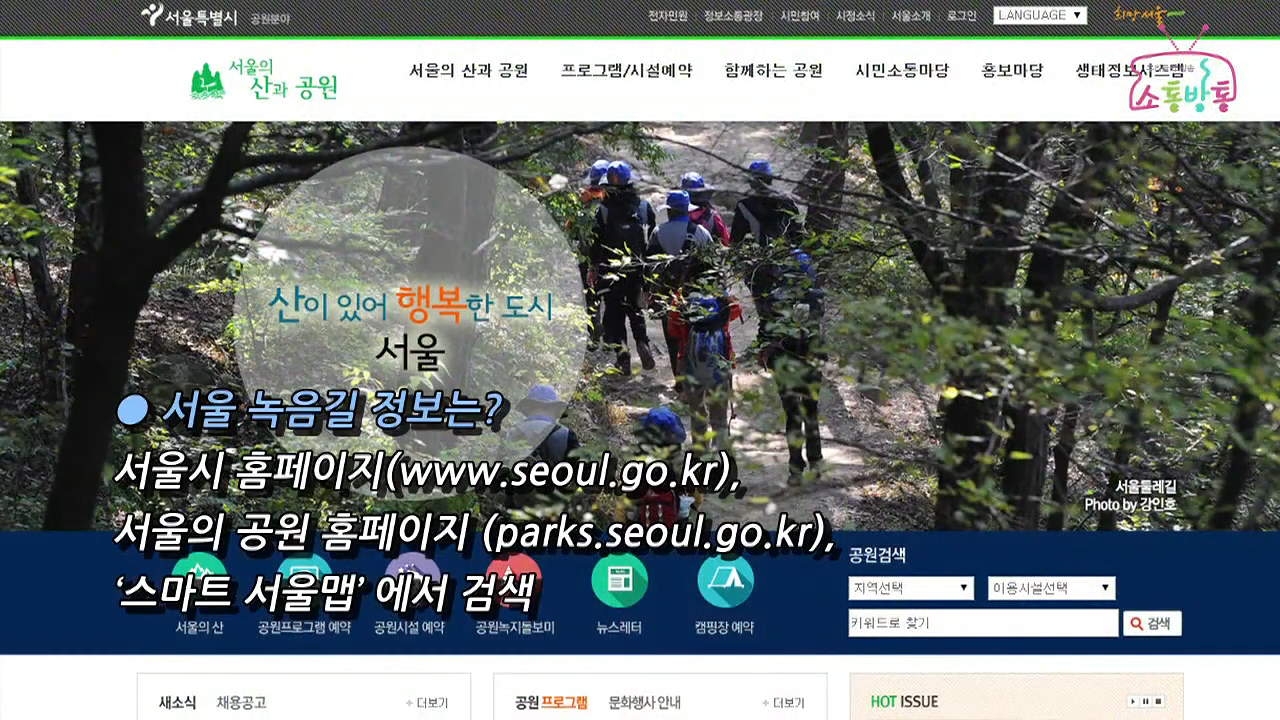 서울특별시 공원분야
전자민원 정보소통광장 시민참여 시정소식 서울소개 로그인 LANGUAGE ▼ 희망서울
서울의 산과 공원
서울의 산과 공원 프로그램/시설예약 함께하는 공원 시민소통마당 홍보마당 생태정보시스템
소통방통
산이 있어 행복한 도시
서울
● 서울 녹음길 정보는?
서울시 홈페이지(www.seoul.go.kr),
서울의 공원 홈페이지 (parks.seoul.go.kr),
‘스마트 서울맵’ 에서 검색
서울둘레길
Photo by 강인호
서울의 산 공원프로그램 예약 공원시설 예약 공원녹지돌보미 뉴스레터 캠핑장 예약
공원검색
지역선택 ▼ 이용시설선택 ▼
키워드로 찾기 검색
새소식 채용공고 + 더보기
공원 프로그램 문화행사 안내 + 더보기
HOT ISSUE